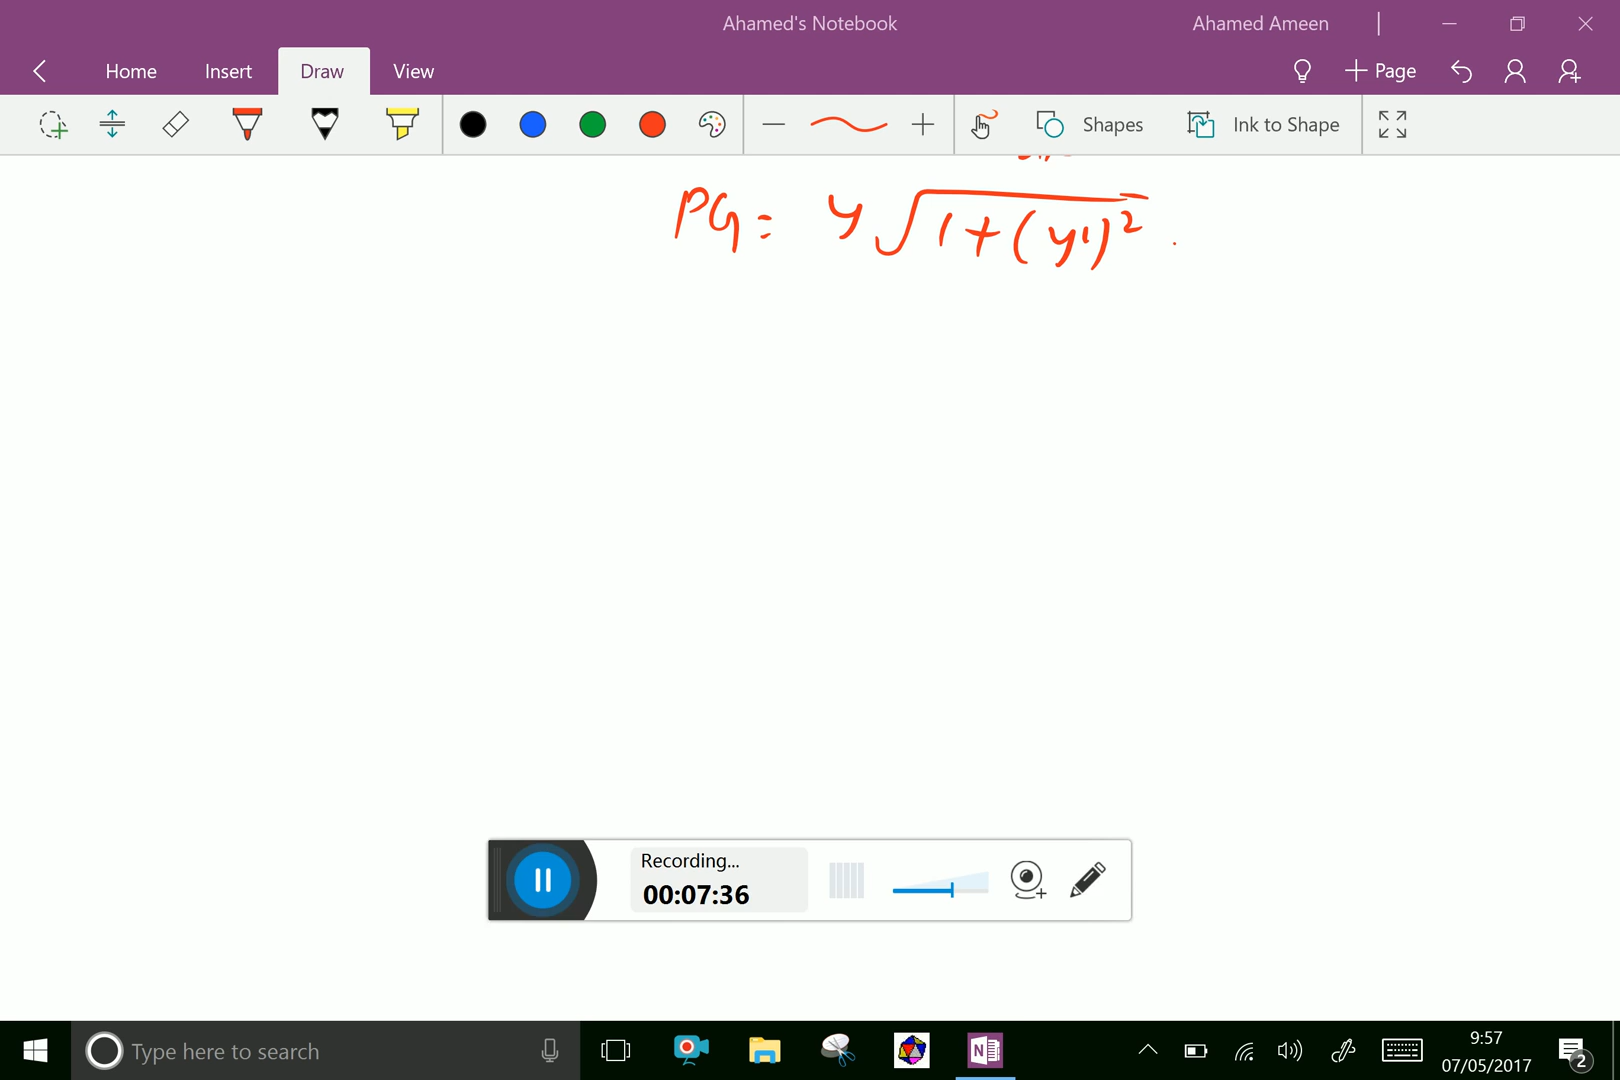 Ahamed's Notebook
Ahamed Ameen
Home Insert Draw View
Page
Shapes
Ink to Shape
PG = y√1+(y')²
Recording...
00:07:36
Type here to search
N
9:57
07/05/2017
2